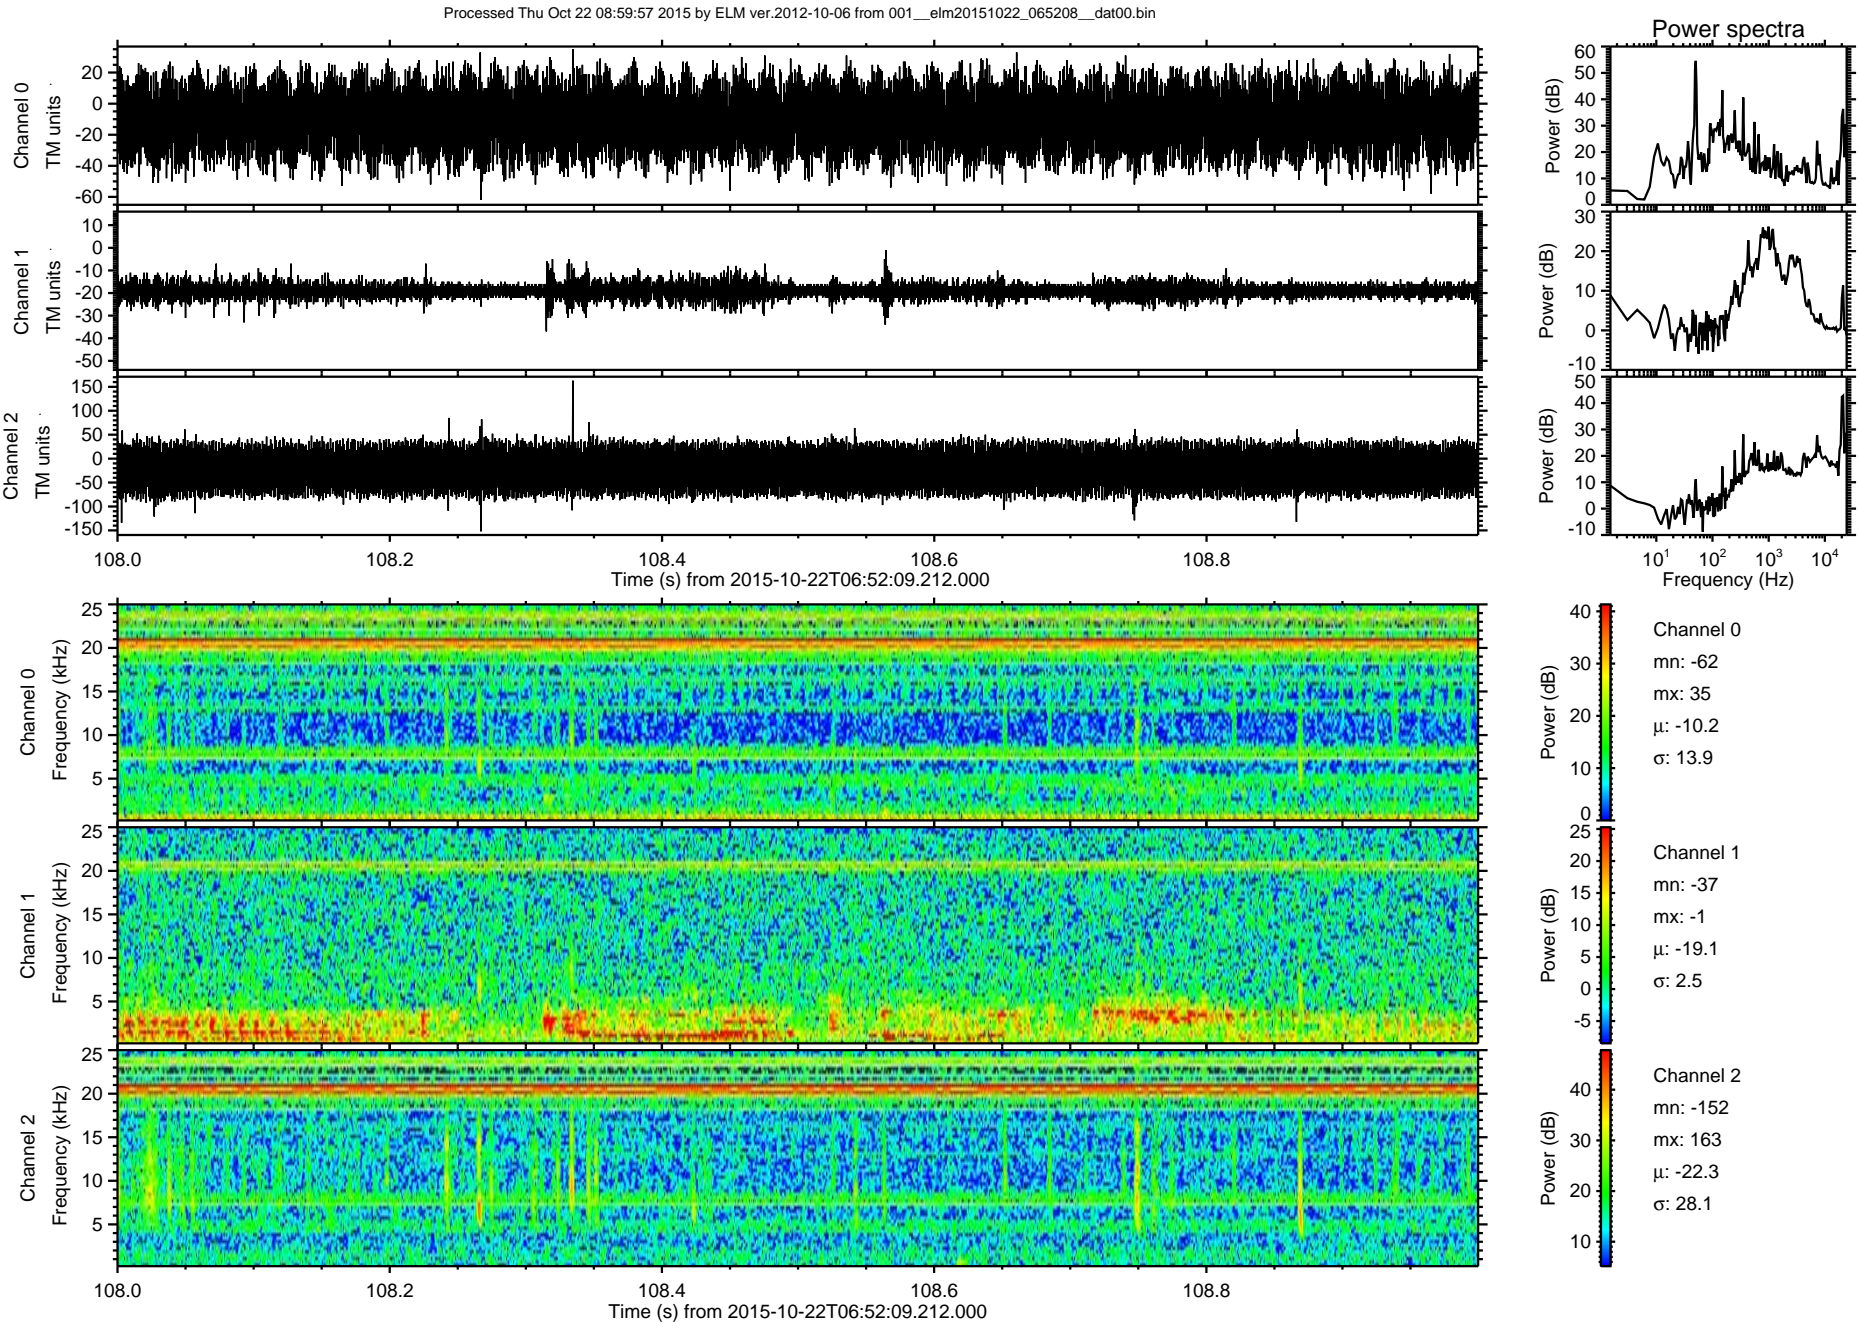 Processed Thu Oct 22 08:59:57 2015 by ELM ver.2012-10-06 from 001__elm20151022_065208__dat00.bin
Power spectra
Channel 0
TM units
20
0
-20
-40
-60
Power (dB)
60
50
40
30
20
10
0
Channel 1
TM units
10
0
-10
-20
-30
-40
-50
Power (dB)
30
20
10
0
-10
Channel 2
TM units
150
100
50
0
-50
-100
-150
Power (dB)
50
40
30
20
10
0
-10
108.0 108.2 108.4 108.6 108.8
Time (s) from 2015-10-22T06:52:09.212.000
10^1 10^2 10^3 10^4
Frequency (Hz)
Channel 0
Frequency (kHz)
25
20
15
10
5
Power (dB)
40
30
20
10
0
Channel 0
mn: -62
mx: 35
μ: -10.2
σ: 13.9
Channel 1
Frequency (kHz)
25
20
15
10
5
Power (dB)
25
20
15
10
5
0
-5
Channel 1
mn: -37
mx: -1
μ: -19.1
σ: 2.5
Channel 2
Frequency (kHz)
25
20
15
10
5
Power (dB)
40
30
20
10
Channel 2
mn: -152
mx: 163
μ: -22.3
σ: 28.1
108.0 108.2 108.4 108.6 108.8
Time (s) from 2015-10-22T06:52:09.212.000